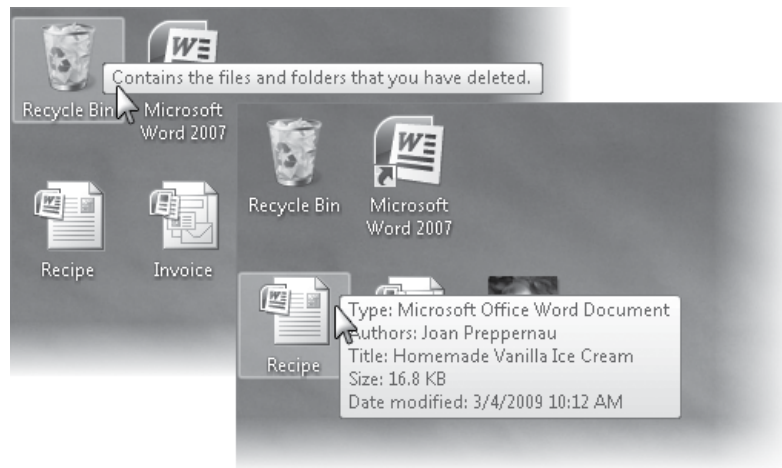 Contains the files and folders that you have deleted.
Recycle Bin
Microsoft
Word 2007
Recipe
Invoice
Recycle Bin
Microsoft
Word 2007
Recipe
Type: Microsoft Office Word Document
Authors: Joan Preppernau
Title: Homemade Vanilla Ice Cream
Size: 16.8 KB
Date modified: 3/4/2009 10:12 AM